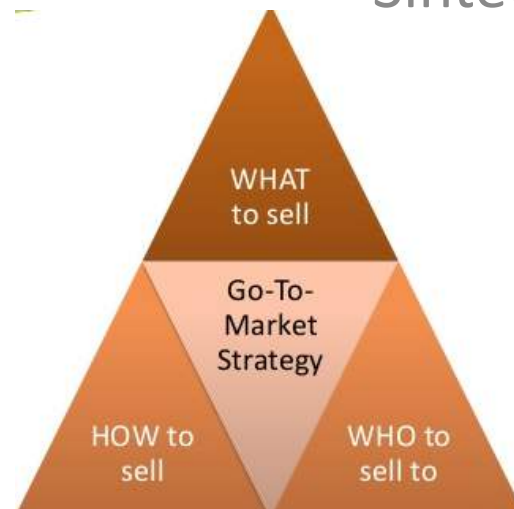 WHAT
to sell
Go-To-
Market
Strategy
HOW to
sell
WHO to
sell to